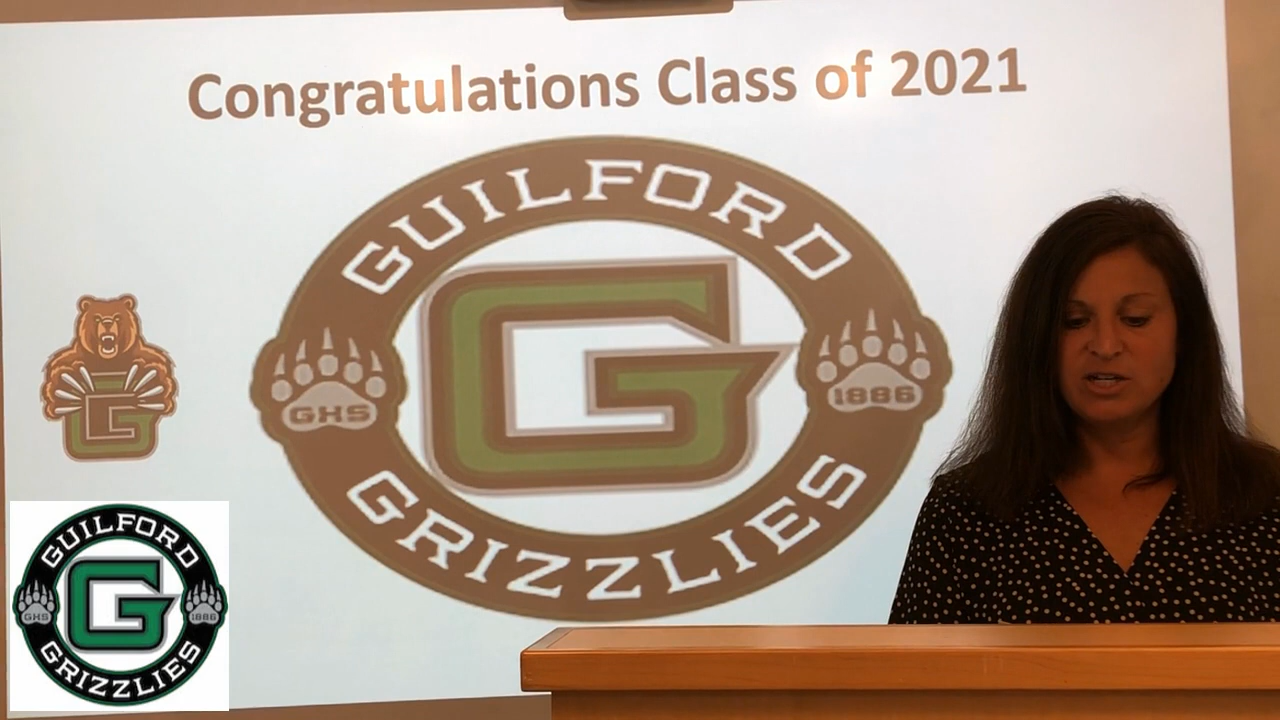 Congratulations Class of 2021
GUILFORD
G
GHS
1886
GRIZZLIES
G
GUILFORD
G
GHS
1886
GRIZZLIES